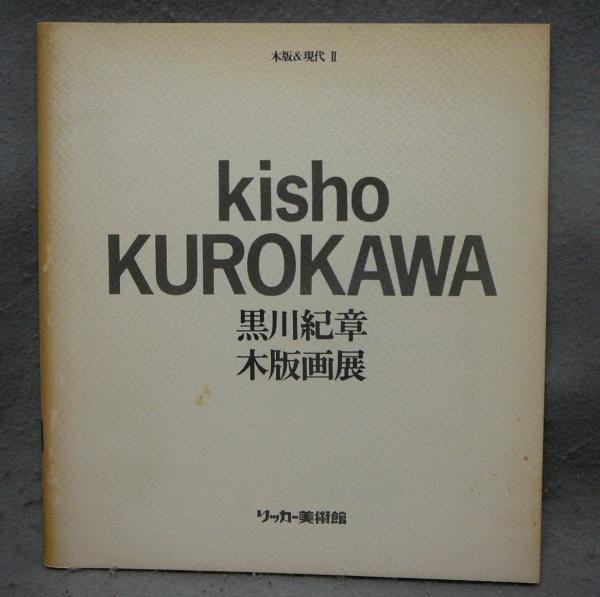 木版&現代 II
kisho
KUROKAWA
黒川紀章
木版画展
リッカー美術館